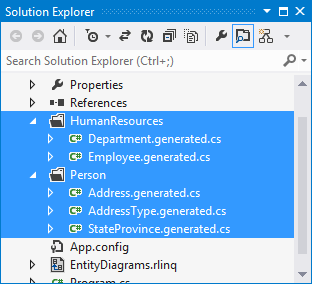 Solution Explorer
Search Solution Explorer (Ctrl+;)
Properties
References
HumanResources
Department.generated.cs
Employee.generated.cs
Person
Address.generated.cs
AddressType.generated.cs
StateProvince.generated.cs
App.config
EntityDiagrams.rlinq
Program.cs